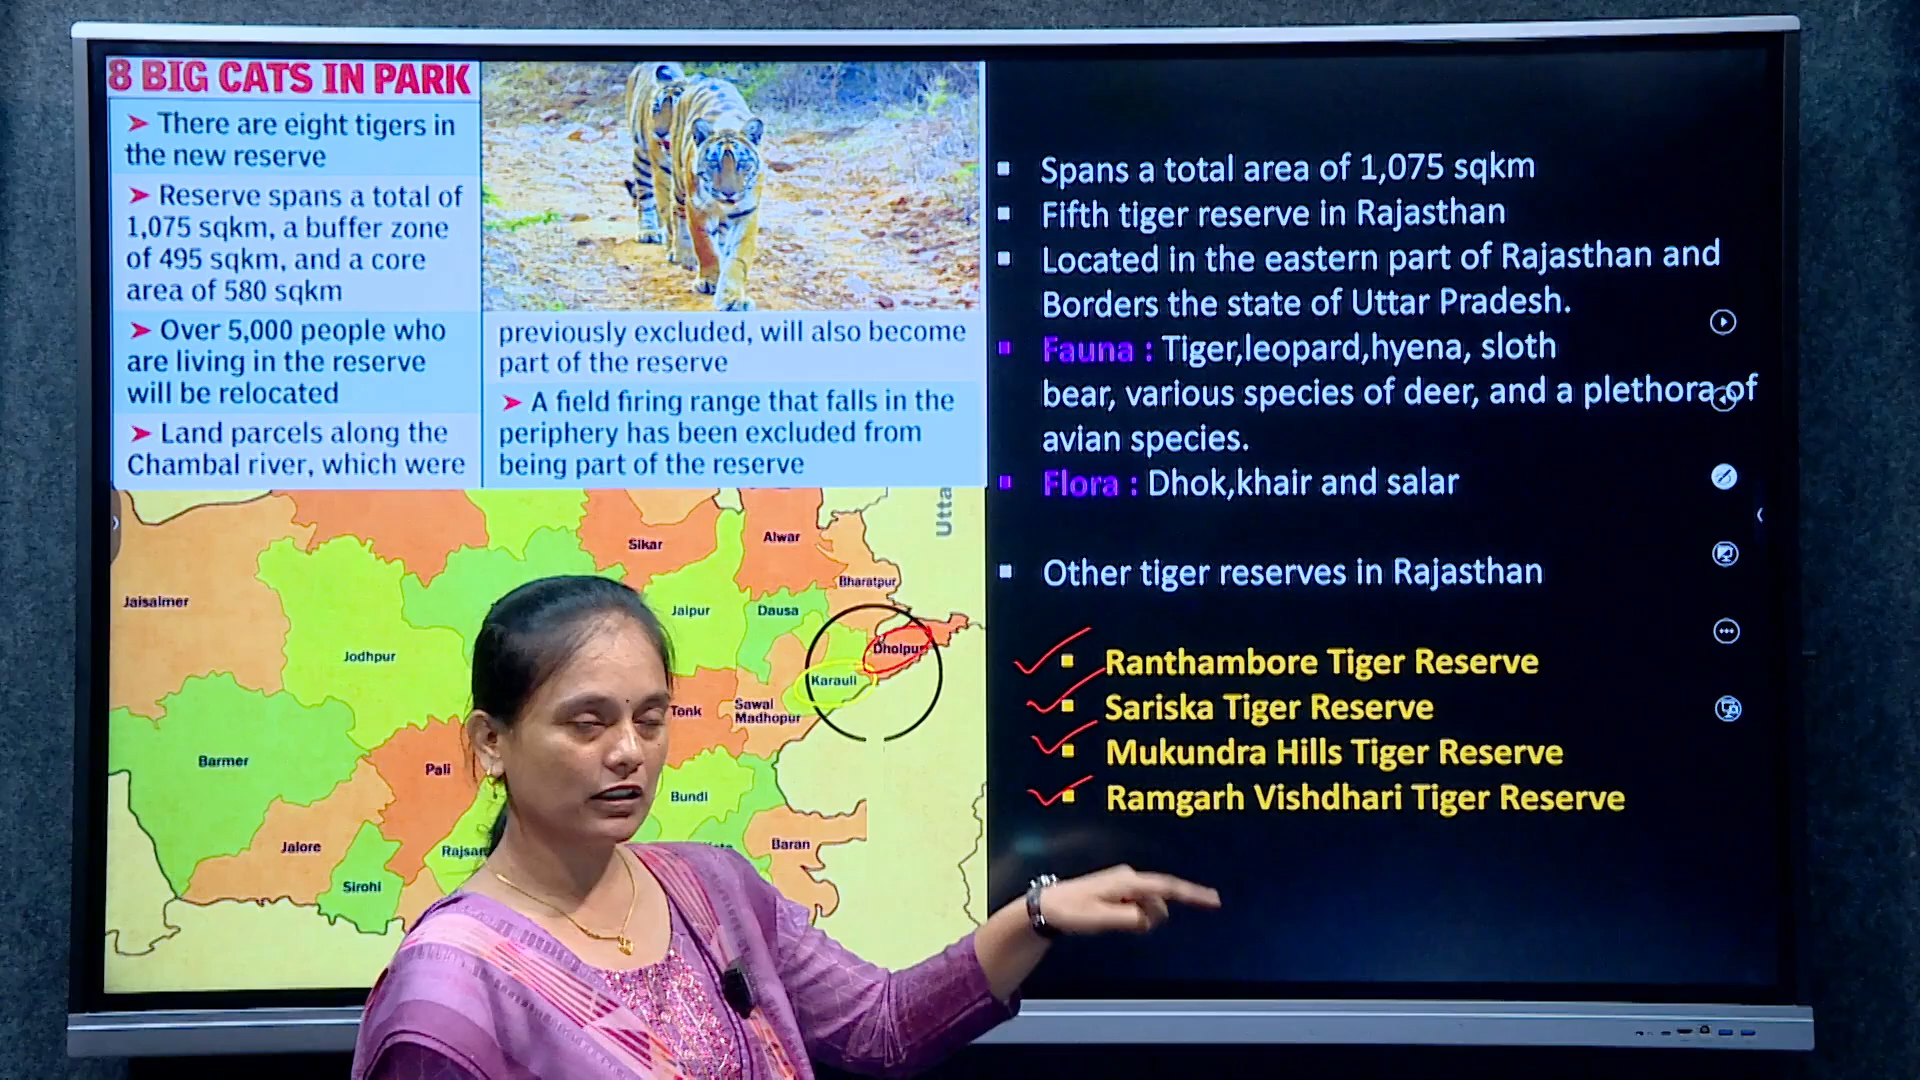 8 BIG CATS IN PARK
➤ There are eight tigers in
the new reserve
➤ Reserve spans a total of
1,075 sqkm, a buffer zone
of 495 sqkm, and a core
area of 580 sqkm
➤ Over 5,000 people who
are living in the reserve
will be relocated
➤ Land parcels along the
Chambal river, which were
previously excluded, will also become
part of the reserve
➤ A field firing range that falls in the
periphery has been excluded from
being part of the reserve
Utta
Sikar
Alwar
Bharatpur
Jaisalmer
Jaipur
Dausa
Jodhpur
Dholpur
Karauli
Tonk
Sawai
Madhopur
Barmer
Pali
Bundi
Jalore
Rajsam
Baran
Sirohi
▪ Spans a total area of 1,075 sqkm
▪ Fifth tiger reserve in Rajasthan
▪ Located in the eastern part of Rajasthan and
Borders the state of Uttar Pradesh.
▪ Fauna : Tiger,leopard,hyena, sloth
bear, various species of deer, and a plethora of
avian species.
▪ Flora : Dhok,khair and salar
▪ Other tiger reserves in Rajasthan
▪ Ranthambore Tiger Reserve
▪ Sariska Tiger Reserve
▪ Mukundra Hills Tiger Reserve
▪ Ramgarh Vishdhari Tiger Reserve